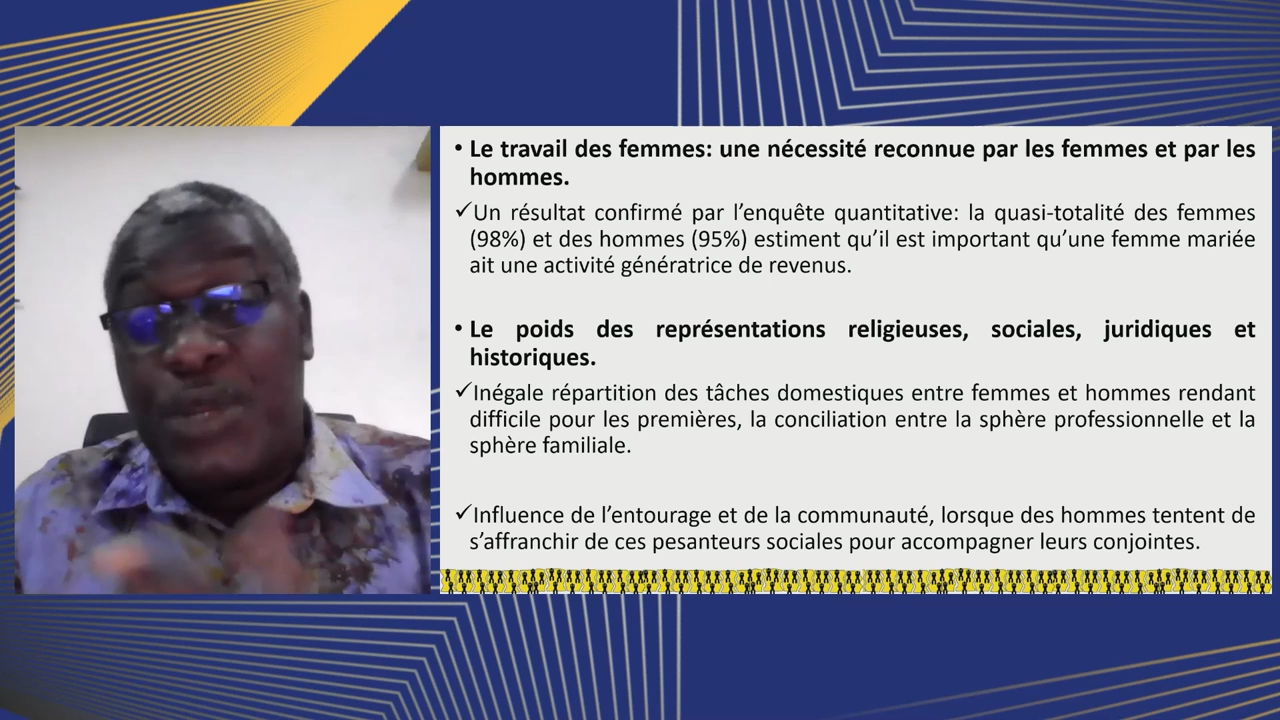 • Le travail des femmes: une nécessité reconnue par les femmes et par les
hommes.
✓Un résultat confirmé par l’enquête quantitative: la quasi-totalité des femmes
(98%) et des hommes (95%) estiment qu’il est important qu’une femme mariée
ait une activité génératrice de revenus.
• Le poids des représentations religieuses, sociales, juridiques et
historiques.
✓Inégale répartition des tâches domestiques entre femmes et hommes rendant
difficile pour les premières, la conciliation entre la sphère professionnelle et la
sphère familiale.
✓Influence de l’entourage et de la communauté, lorsque des hommes tentent de
s’affranchir de ces pesanteurs sociales pour accompagner leurs conjointes.